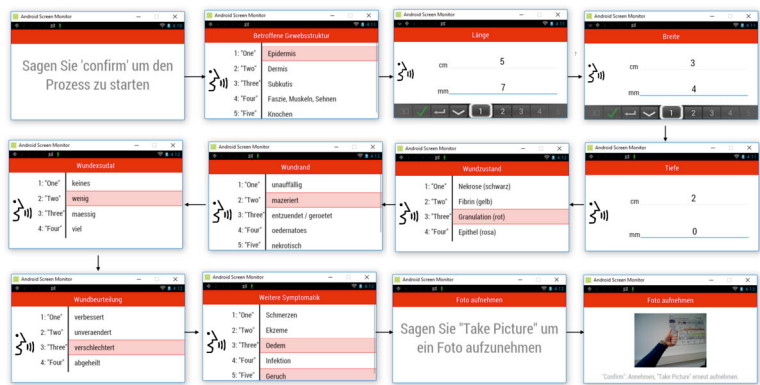 Android Screen Monitor
Sagen Sie 'confirm' um den
Prozess zu starten
Android Screen Monitor
Betroffene Gewebsstruktur
1: "One" Epidermis
2: "Two" Dermis
3: "Three" Subkutis
4: "Four" Faszie, Muskeln, Sehnen
5: "Five" Knochen
Android Screen Monitor
Länge
cm 5
mm 7
1 2 3 4
Android Screen Monitor
Breite
cm 3
mm 4
1 2 3 4
Android Screen Monitor
Tiefe
cm 2
mm 0
Android Screen Monitor
Wundzustand
1: "One" Nekrose (schwarz)
2: "Two" Fibrin (gelb)
3: "Three" Granulation (rot)
4: "Four" Epithel (rosa)
Android Screen Monitor
Wundrand
1: "One" unauffällig
2: "Two" mazeriert
3: "Three" entzuendet / geroetet
4: "Four" oedernatoes
5: "Five" nekrotisch
Android Screen Monitor
Wundexsudat
1: "One" keines
2: "Two" wenig
3: "Three" maessig
4: "Four" viel
Android Screen Monitor
Wundbeurteilung
1: "One" verbessert
2: "Two" unveraendert
3: "Three" verschlechtert
4: "Four" abgeheilt
Android Screen Monitor
Weitere Symptomatik
1: "One" Schmerzen
2: "Two" Ekzeme
3: "Three" Oedem
4: "Four" Infektion
5: "Five" Geruch
Android Screen Monitor
Foto aufnehmen
Sagen Sie "Take Picture" um
ein Foto aufzunehmen
Android Screen Monitor
Foto aufnehmen
"Confirm": Annehmen, "Take Picture" erneut aufnehmen.